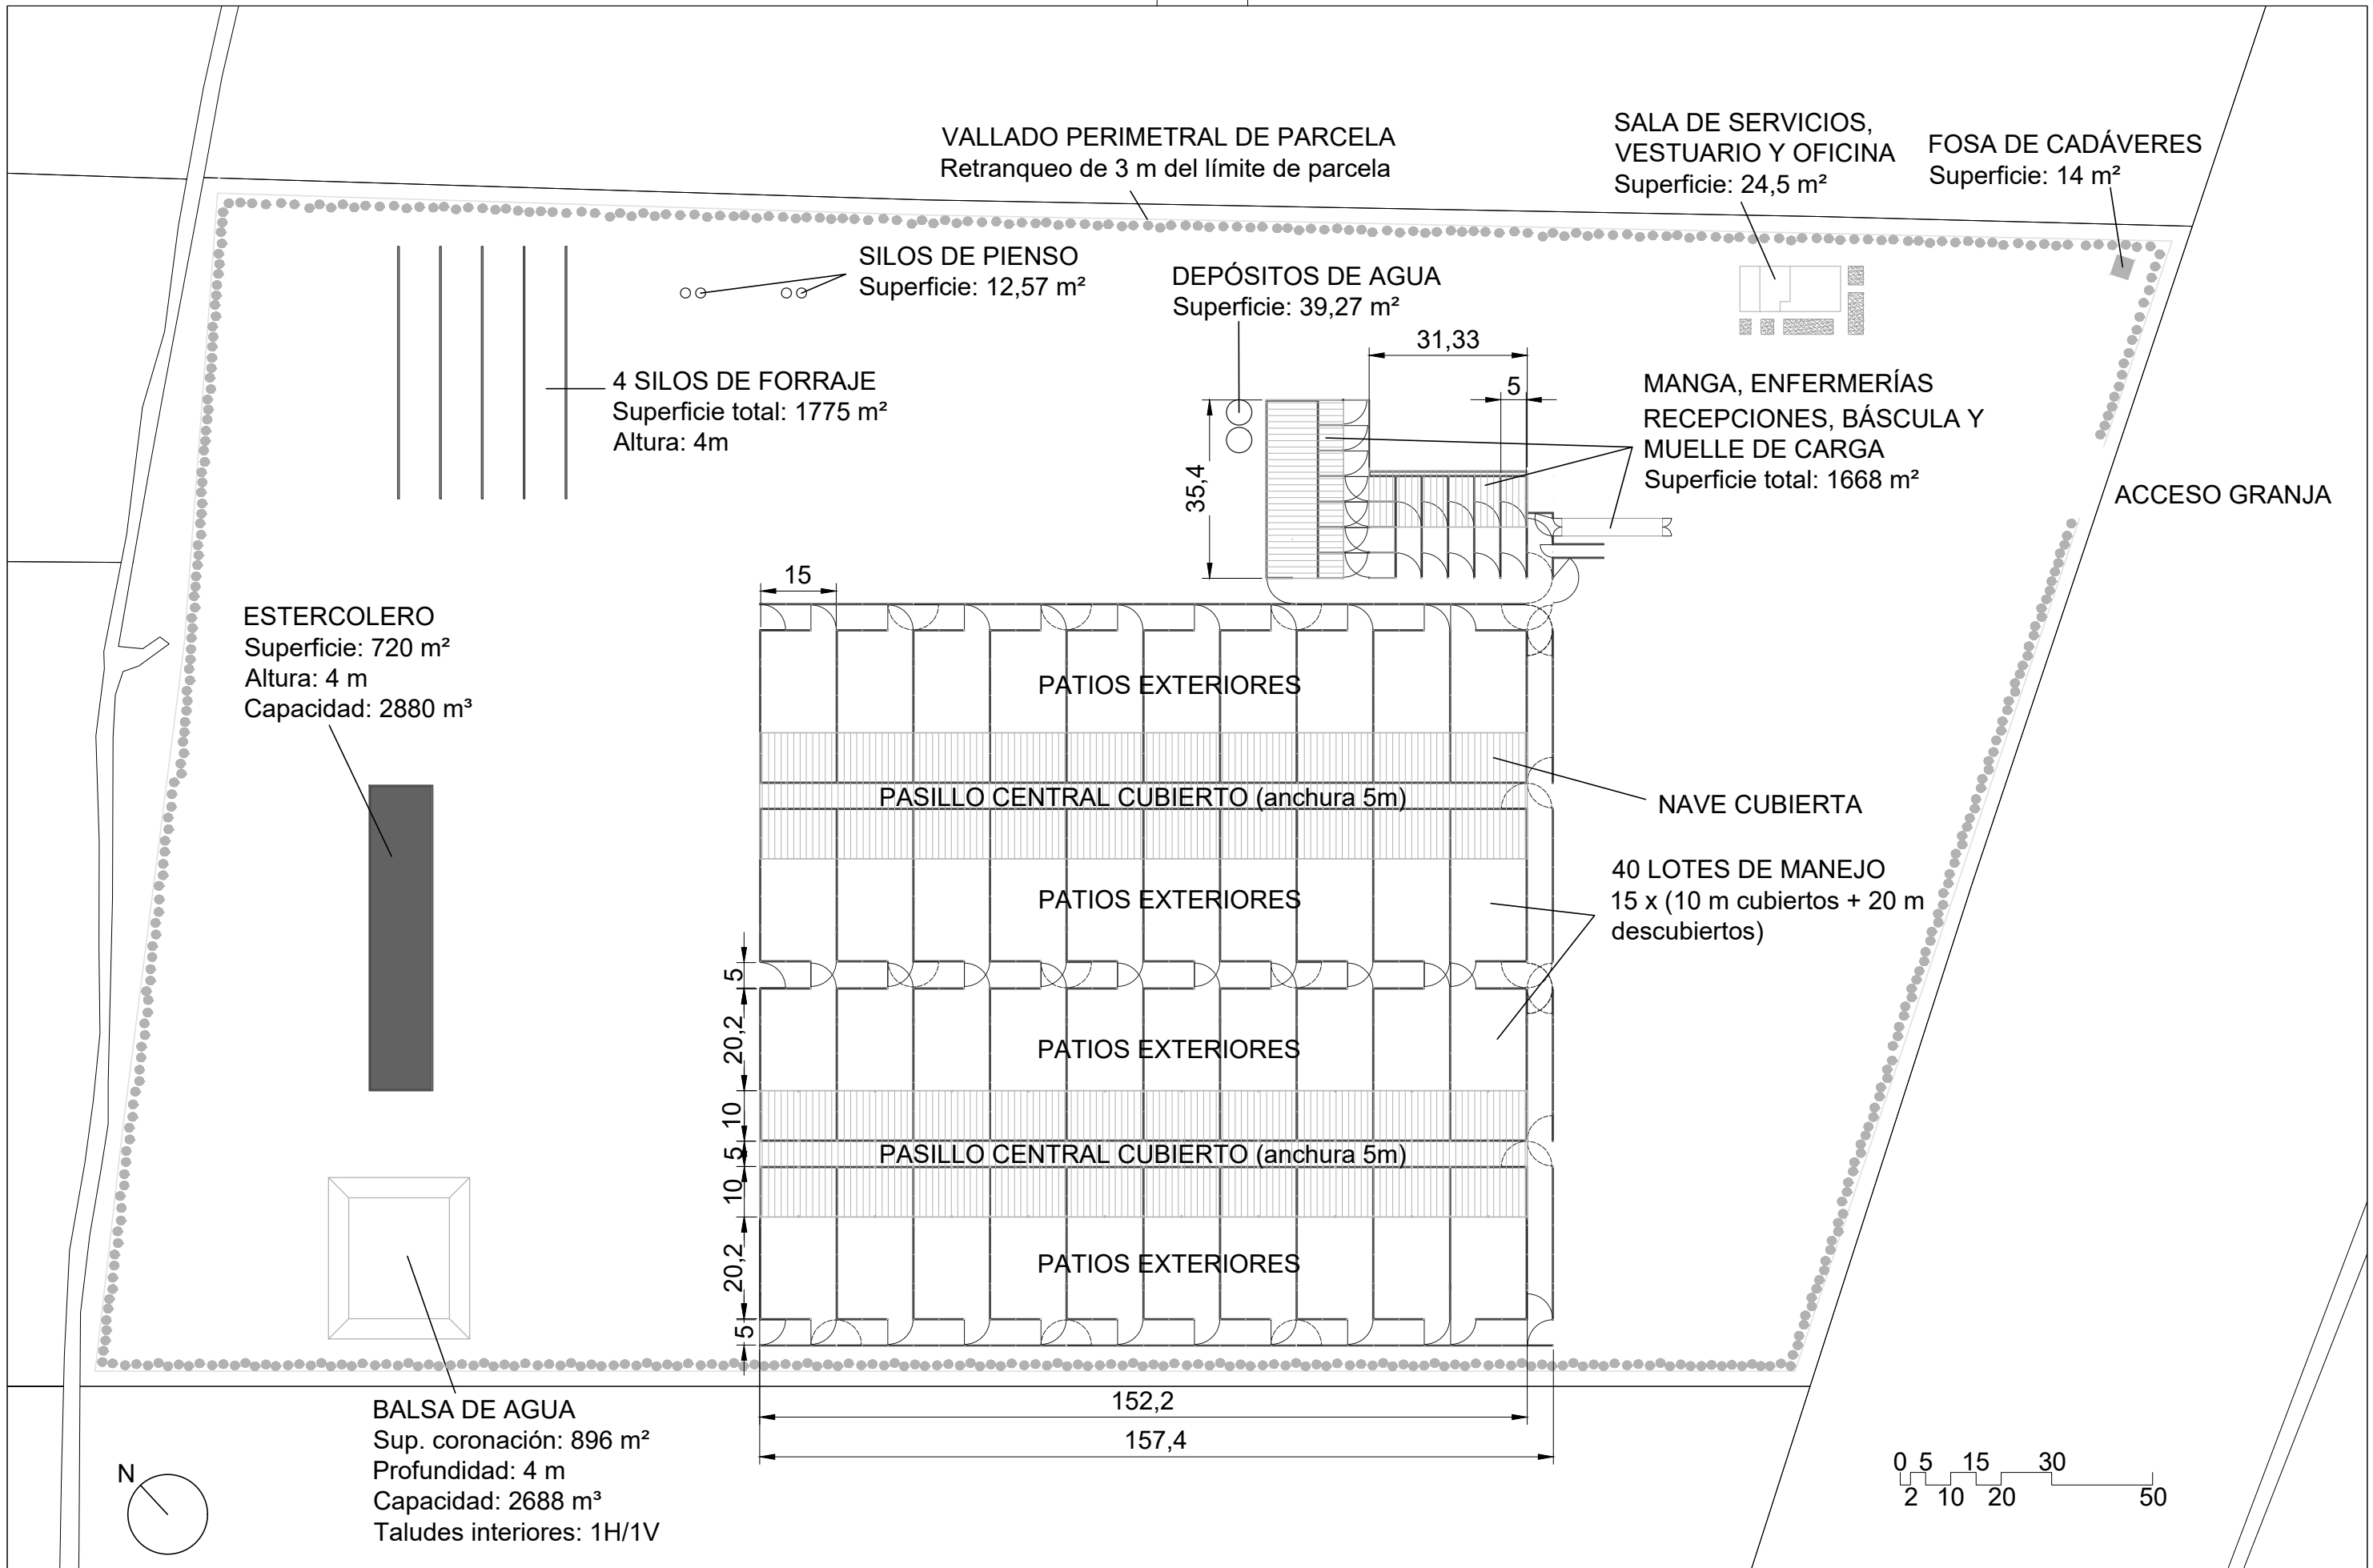 VALLADO PERIMETRAL DE PARCELA
Retranqueo de 3 m del límite de parcela
SALA DE SERVICIOS,
VESTUARIO Y OFICINA
Superficie: 24,5 m²
FOSA DE CADÁVERES
Superficie: 14 m²
SILOS DE PIENSO
Superficie: 12,57 m²
DEPÓSITOS DE AGUA
Superficie: 39,27 m²
31,33
5
35,4
4 SILOS DE FORRAJE
Superficie total: 1775 m²
Altura: 4m
MANGA, ENFERMERÍAS
RECEPCIONES, BÁSCULA Y
MUELLE DE CARGA
Superficie total: 1668 m²
ACCESO GRANJA
15
ESTERCOLERO
Superficie: 720 m²
Altura: 4 m
Capacidad: 2880 m³
PATIOS EXTERIORES
PASILLO CENTRAL CUBIERTO (anchura 5m)
NAVE CUBIERTA
PATIOS EXTERIORES
40 LOTES DE MANEJO
15 x (10 m cubiertos + 20 m
descubiertos)
5
20,2
PATIOS EXTERIORES
10
5
PASILLO CENTRAL CUBIERTO (anchura 5m)
10
20,2
PATIOS EXTERIORES
5
152,2
157,4
BALSA DE AGUA
Sup. coronación: 896 m²
Profundidad: 4 m
Capacidad: 2688 m³
Taludes interiores: 1H/1V
N
0 5 15 30
2 10 20 50